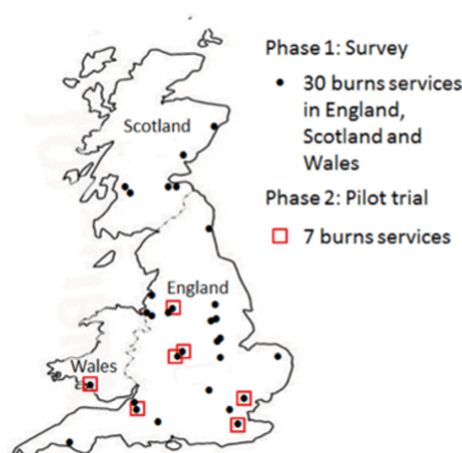 Phase 1: Survey
• 30 burns services
in England,
Scotland and
Wales
Phase 2: Pilot trial
7 burns services
Scotland
England
Wales